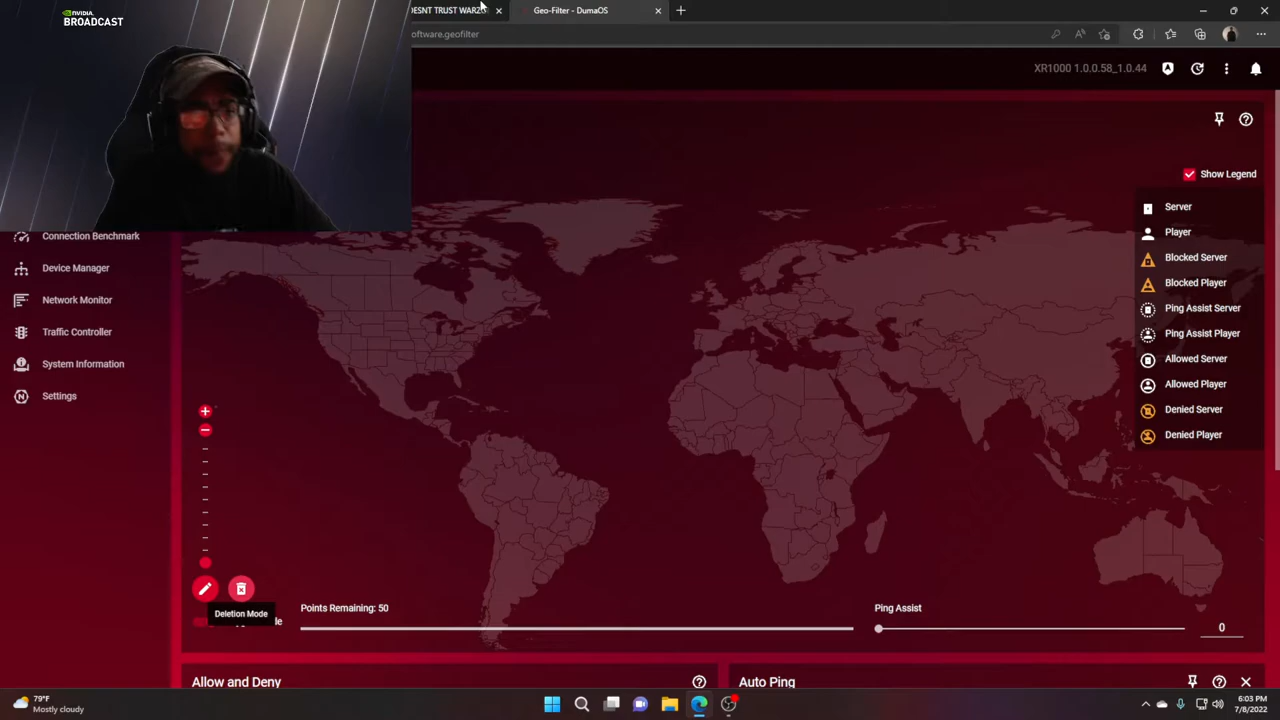 NVIDIA.
BROADCAST
OESNT TRUST WARZO
Geo-Filter - DumaOS
oftware.geofilter
XR1000 1.0.0.58_1.0.44
Show Legend
Server
Player
Blocked Server
Blocked Player
Ping Assist Server
Ping Assist Player
Allowed Server
Allowed Player
Denied Server
Denied Player
Connection Benchmark
Device Manager
Network Monitor
Traffic Controller
System Information
Settings
Deletion Mode
Points Remaining: 50
Ping Assist
0
Allow and Deny
Auto Ping
79°F
Mostly cloudy
6:03 PM
7/8/2022